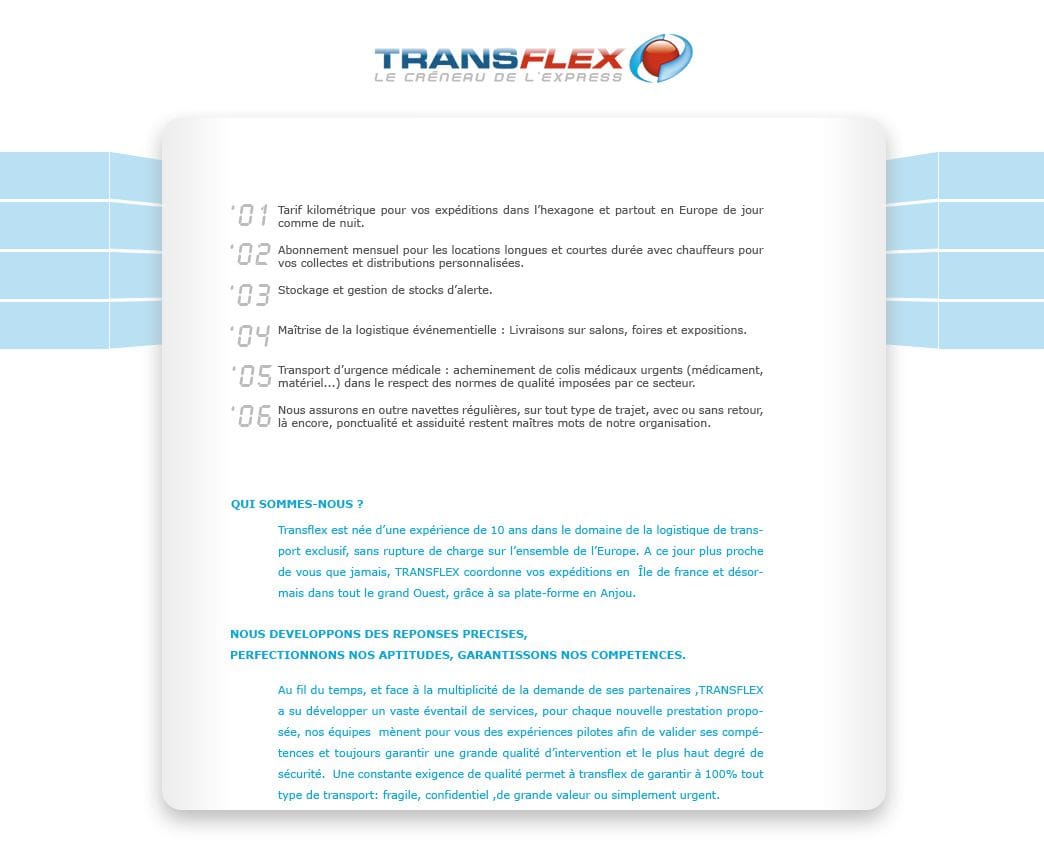 TRANSFLEX
LE CRÉNEAU DE L'EXPRESS
'01 Tarif kilométrique pour vos expéditions dans l’hexagone et partout en Europe de jour
comme de nuit.
'02 Abonnement mensuel pour les locations longues et courtes durée avec chauffeurs pour
vos collectes et distributions personnalisées.
'03 Stockage et gestion de stocks d’alerte.
'04 Maîtrise de la logistique événementielle : Livraisons sur salons, foires et expositions.
'05 Transport d’urgence médicale : acheminement de colis médicaux urgents (médicament,
matériel...) dans le respect des normes de qualité imposées par ce secteur.
'06 Nous assurons en outre navettes régulières, sur tout type de trajet, avec ou sans retour,
là encore, ponctualité et assiduité restent maîtres mots de notre organisation.
QUI SOMMES-NOUS ?
Transflex est née d’une expérience de 10 ans dans le domaine de la logistique de trans-
port exclusif, sans rupture de charge sur l’ensemble de l’Europe. A ce jour plus proche
de vous que jamais, TRANSFLEX coordonne vos expéditions en Île de france et désor-
mais dans tout le grand Ouest, grâce à sa plate-forme en Anjou.
NOUS DEVELOPPONS DES REPONSES PRECISES,
PERFECTIONNONS NOS APTITUDES, GARANTISSONS NOS COMPETENCES.
Au fil du temps, et face à la multiplicité de la demande de ses partenaires ,TRANSFLEX
a su développer un vaste éventail de services, pour chaque nouvelle prestation propo-
sée, nos équipes mènent pour vous des expériences pilotes afin de valider ses compé-
tences et toujours garantir une grande qualité d’intervention et le plus haut degré de
sécurité. Une constante exigence de qualité permet à transflex de garantir à 100% tout
type de transport: fragile, confidentiel ,de grande valeur ou simplement urgent.